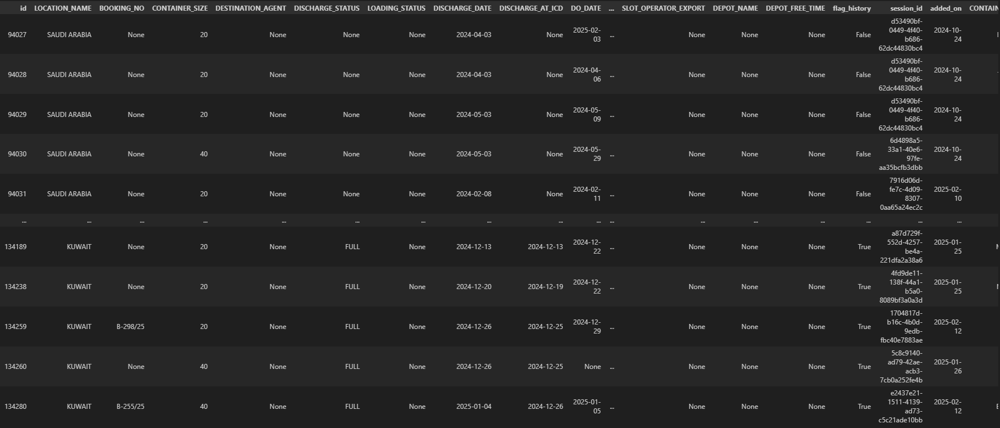 id LOCATION_NAME BOOKING_NO CONTAINER_SIZE DESTINATION_AGENT DISCHARGE_STATUS LOADING_STATUS DISCHARGE_DATE DISCHARGE_AT_ICD DO_DATE ... SLOT_OPERATOR_EXPORT DEPOT_NAME DEPOT_FREE_TIME flag_history session_id added_on CONTAIN
94027 SAUDI ARABIA None 20 None None None 2024-04-03 None 2025-02-03 ... None None None False d53490bf-0449-4f40-b686-62dc44830bc4 2024-10-24
94028 SAUDI ARABIA None 20 None None None 2024-04-03 None 2024-04-06 ... None None None False d53490bf-0449-4f40-b686-62dc44830bc4 2024-10-24
94029 SAUDI ARABIA None 20 None None None 2024-05-03 None 2024-05-09 ... None None None False d53490bf-0449-4f40-b686-62dc44830bc4 2024-10-24
94030 SAUDI ARABIA None 40 None None None 2024-05-03 None 2024-05-29 ... None None None False 6d4898a5-33a1-40e6-97fe-aa35bcfb3dbb 2024-10-24
94031 SAUDI ARABIA None 20 None None None 2024-02-08 None 2024-02-11 ... None None None False 7916d06d-fe7c-4d09-8307-0aa65a24ec2c 2025-02-10
... ... ... ... ... ... ... ... ... ... ... ... ... ... ... ... ...
134189 KUWAIT None 20 None FULL None 2024-12-13 2024-12-13 2024-12-22 ... None None None True a87d729f-552d-4257-be4a-221dfa2a38a6 2025-01-25
134238 KUWAIT None 20 None FULL None 2024-12-20 2024-12-19 2024-12-22 ... None None None True 4fd9de11-138f-44a1-b5a0-8089bf3a0a3d 2025-01-25
134259 KUWAIT B-298/25 20 None FULL None 2024-12-26 2024-12-25 2024-12-29 ... None None None True 1704817d-b16c-4b0d-9edb-fbc40e7883ae 2025-02-12
134260 KUWAIT None 40 None FULL None 2024-12-26 2024-12-25 None ... None None None True 5c8c9140-ad79-42ae-acb3-7cb0a252fe4b 2025-01-26
134280 KUWAIT B-255/25 40 None FULL None 2025-01-04 2024-12-26 2025-01-05 ... None None None True e2437e21-1511-4139-ad73-c5c21ade10bb 2025-02-12